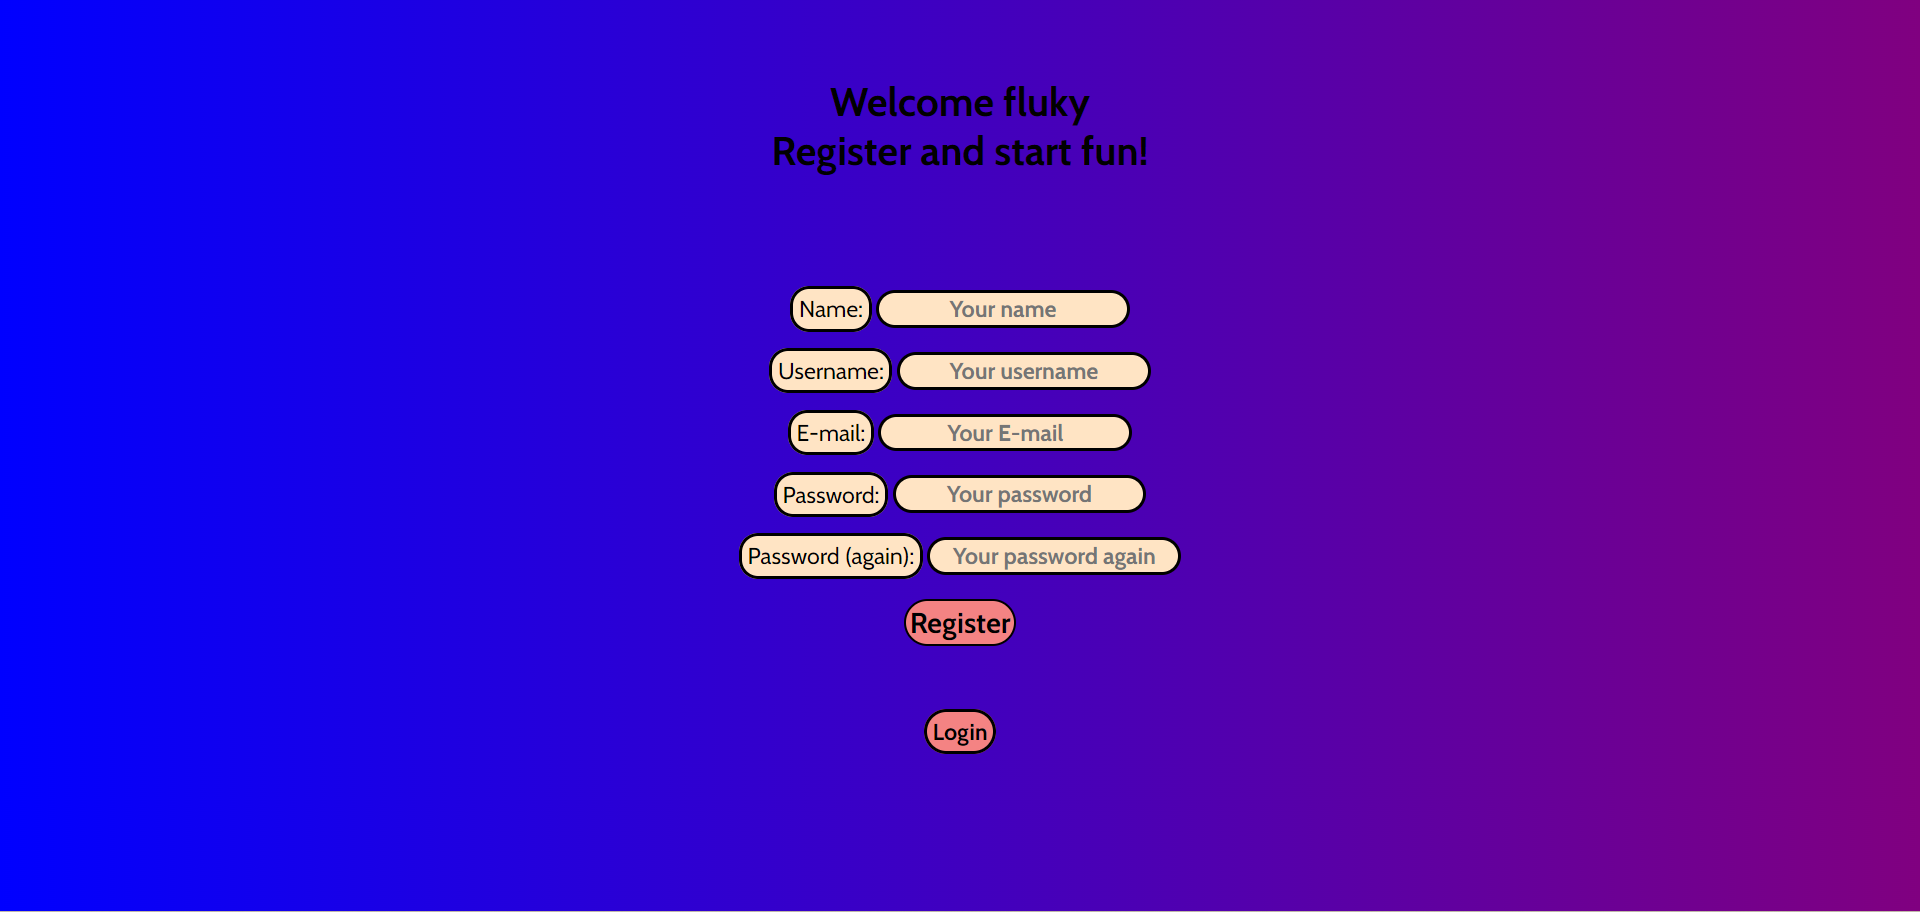 Welcome fluky
Register and start fun!
Name: Your name
Username: Your username
E-mail: Your E-mail
Password: Your password
Password (again): Your password again
Register
Login